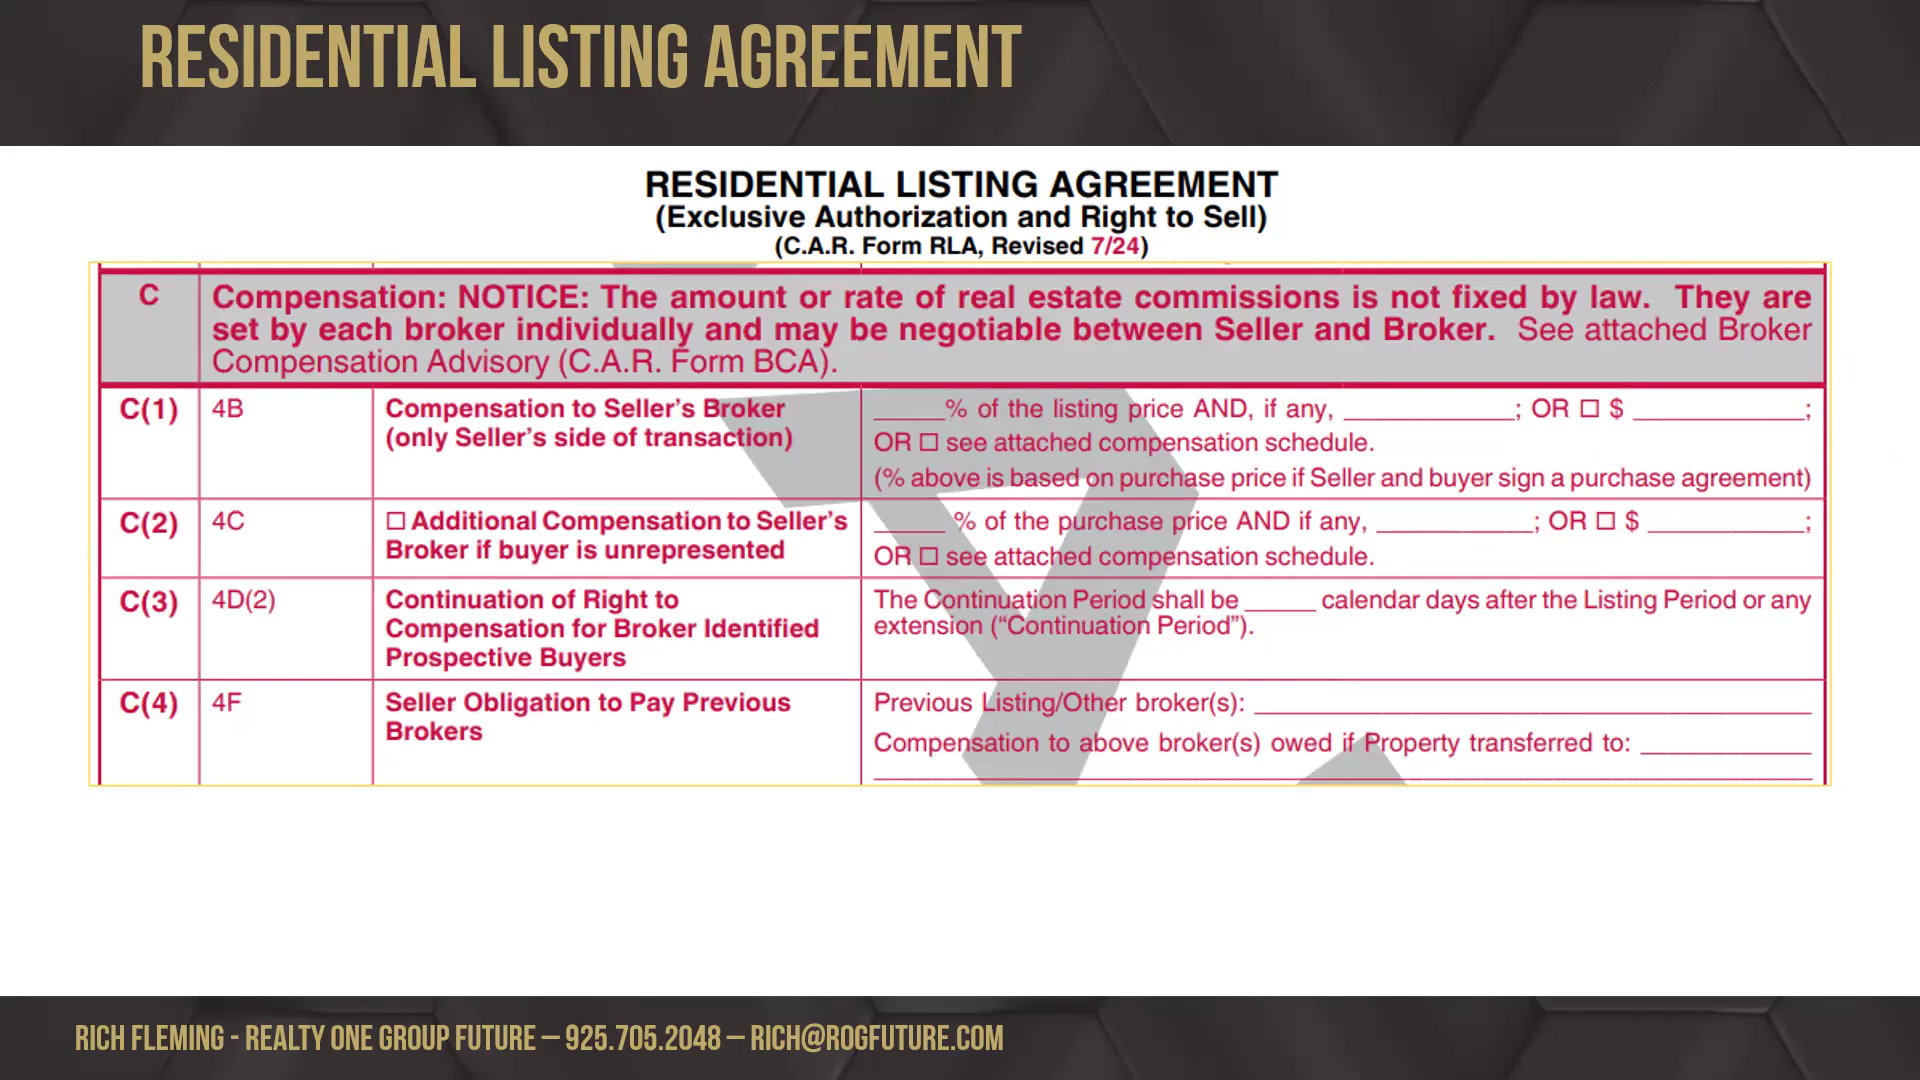 RESIDENTIAL LISTING AGREEMENT
RESIDENTIAL LISTING AGREEMENT
(Exclusive Authorization and Right to Sell)
(C.A.R. Form RLA, Revised 7/24)
C
Compensation: NOTICE: The amount or rate of real estate commissions is not fixed by law. They are
set by each broker individually and may be negotiable between Seller and Broker. See attached Broker
Compensation Advisory (C.A.R. Form BCA).
C(1)
4B
Compensation to Seller's Broker
(only Seller's side of transaction)
_____% of the listing price AND, if any, ____________; OR ☐ $ ____________;
OR ☐ see attached compensation schedule.
(% above is based on purchase price if Seller and buyer sign a purchase agreement)
C(2)
4C
☐ Additional Compensation to Seller's
Broker if buyer is unrepresented
_____ % of the purchase price AND if any, ___________; OR ☐ $ ___________;
OR ☐ see attached compensation schedule.
C(3)
4D(2)
Continuation of Right to
Compensation for Broker Identified
Prospective Buyers
The Continuation Period shall be _____ calendar days after the Listing Period or any
extension ("Continuation Period").
C(4)
4F
Seller Obligation to Pay Previous
Brokers
Previous Listing/Other broker(s): ________________________________________
Compensation to above broker(s) owed if Property transferred to: ____________
RICH FLEMING - REALTY ONE GROUP FUTURE – 925.705.2048 – RICH@ROGFUTURE.COM